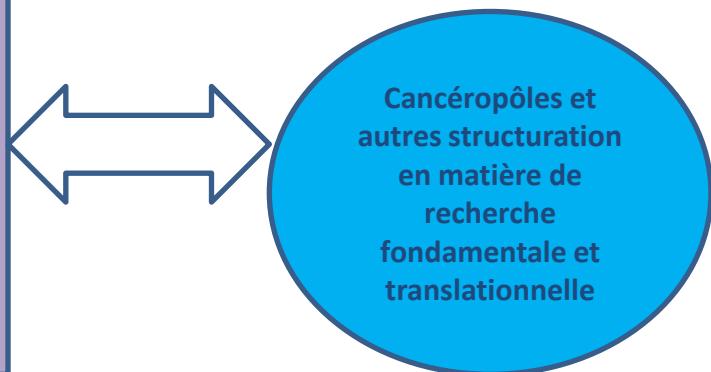 Cancéropôles et
autres structuration
en matière de
recherche
fondamentale et
translationnelle